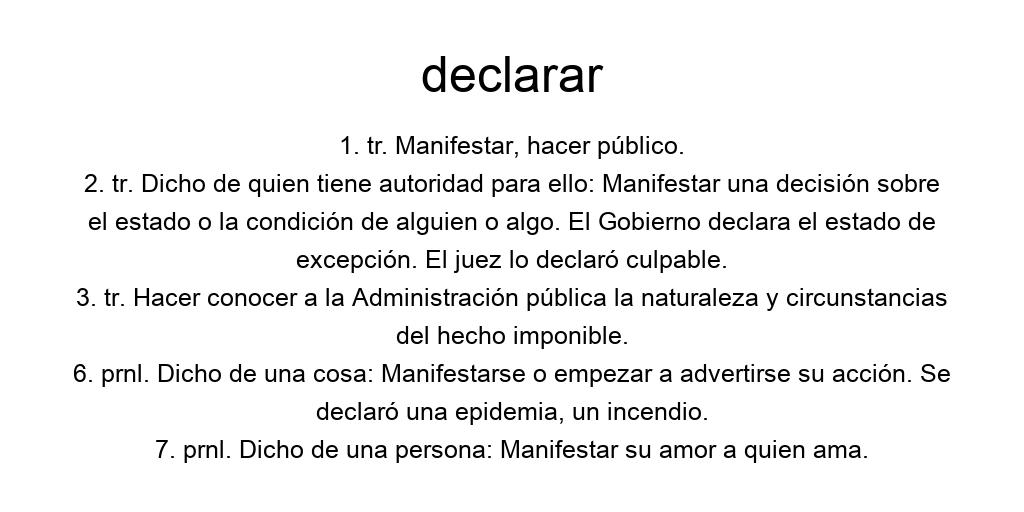 declarar
1. tr. Manifestar, hacer público.
2. tr. Dicho de quien tiene autoridad para ello: Manifestar una decisión sobre
el estado o la condición de alguien o algo. El Gobierno declara el estado de
excepción. El juez lo declaró culpable.
3. tr. Hacer conocer a la Administración pública la naturaleza y circunstancias
del hecho imponible.
6. prnl. Dicho de una cosa: Manifestarse o empezar a advertirse su acción. Se
declaró una epidemia, un incendio.
7. prnl. Dicho de una persona: Manifestar su amor a quien ama.